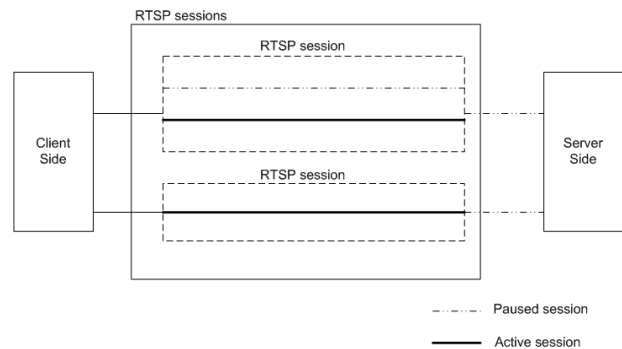 RTSP sessions
RTSP session
Client
Side
Server
Side
RTSP session
Paused session
Active session